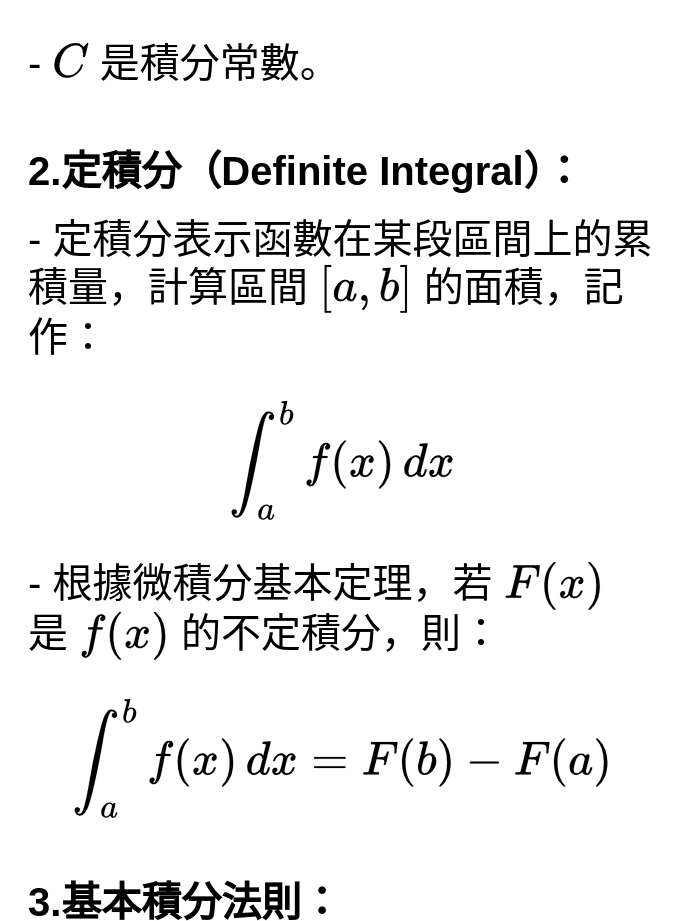 - C 是積分常數。
2.定積分（Definite Integral）：
- 定積分表示函數在某段區間上的累
積量，計算區間 [a, b] 的面積，記
作：
∫_a^b f(x) dx
- 根據微積分基本定理，若 F(x)
是 f(x) 的不定積分，則：
∫_a^b f(x) dx = F(b) − F(a)
3.基本積分法則：